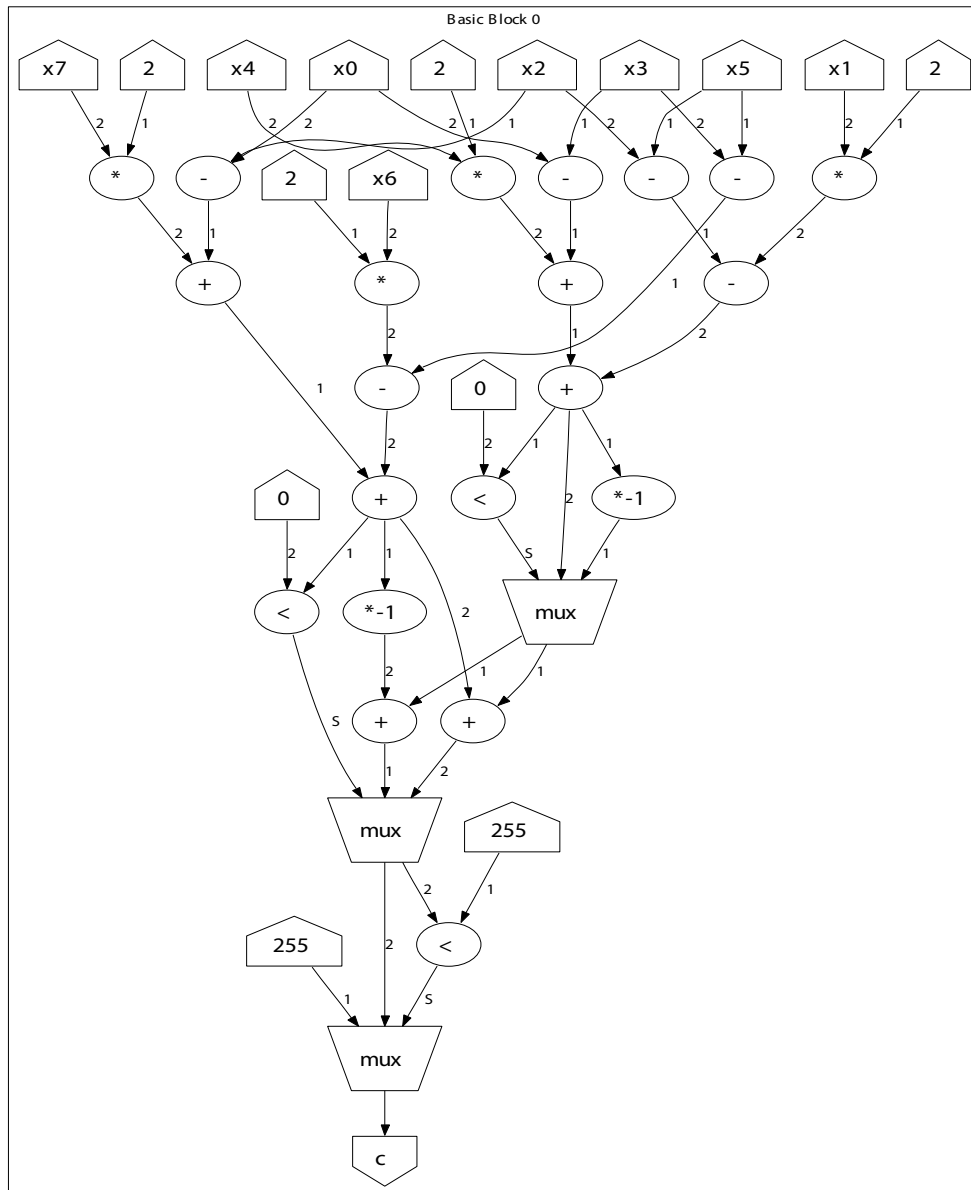 Basic Block 0
x7 2 x4 x0 2 x2 x3 x5 x1 2
2 1 2 2 1 2 1 1 2 1 2 1 2 1
* - * - - - *
2 x6
2 1 1 2 2 1 1 2
+ * + -
2 1 1 2
0 - +
1 2 2 1 1
0 + < 2 *-1
2 1 1 2 S 1
< *-1 mux
2 1 1
S + +
1 2
mux 255
2 1
255 2 <
1 S
mux
c